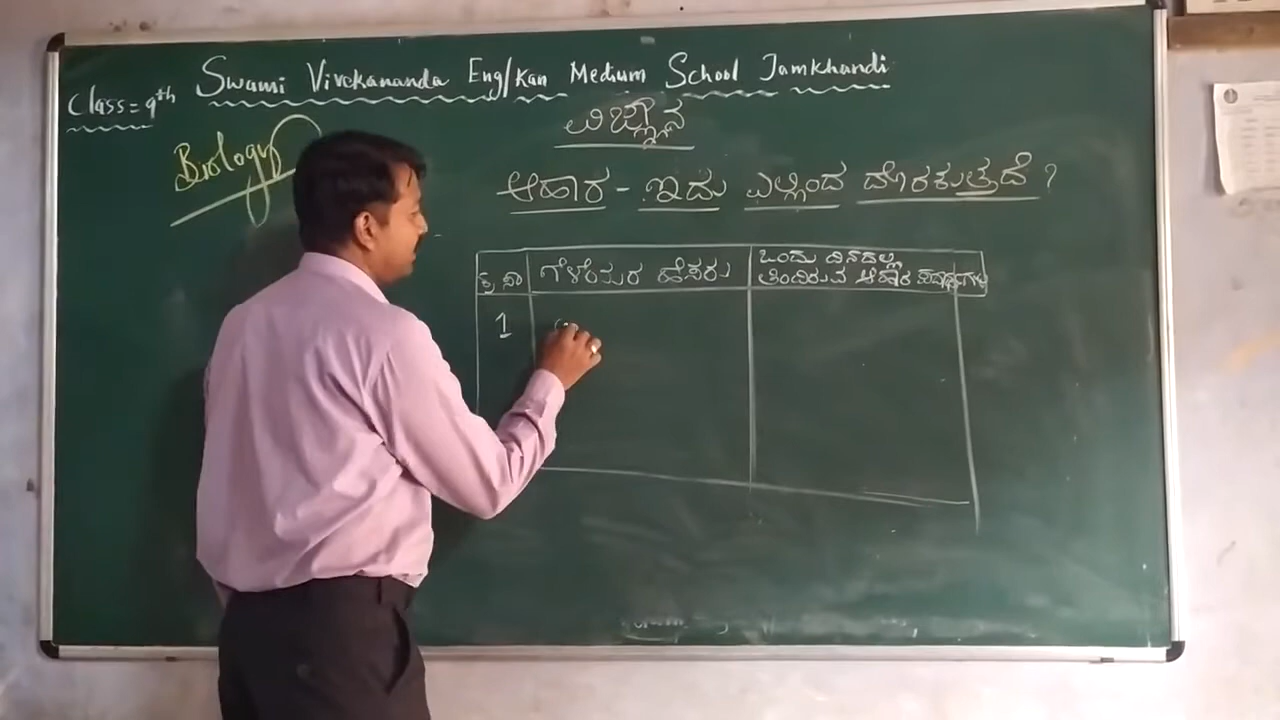 Swami Vivekananda Eng/Kan Medium School Jamkhandi
Class = 9th
Biology
ವಿಜ್ಞಾನ
ಆಹಾರ - ಇದು ಎಲ್ಲಿಂದ ದೊರಕುತ್ತದೆ ?
ಕ್ರ ಸಂ
ಗೆಳೆಯರ ಹೆಸರು
ಒಂದು ದಿನದಲ್ಲಿ
ತಿಂದಿರುವ ಆಹಾರ ಪದಾರ್ಥಗಳು
1